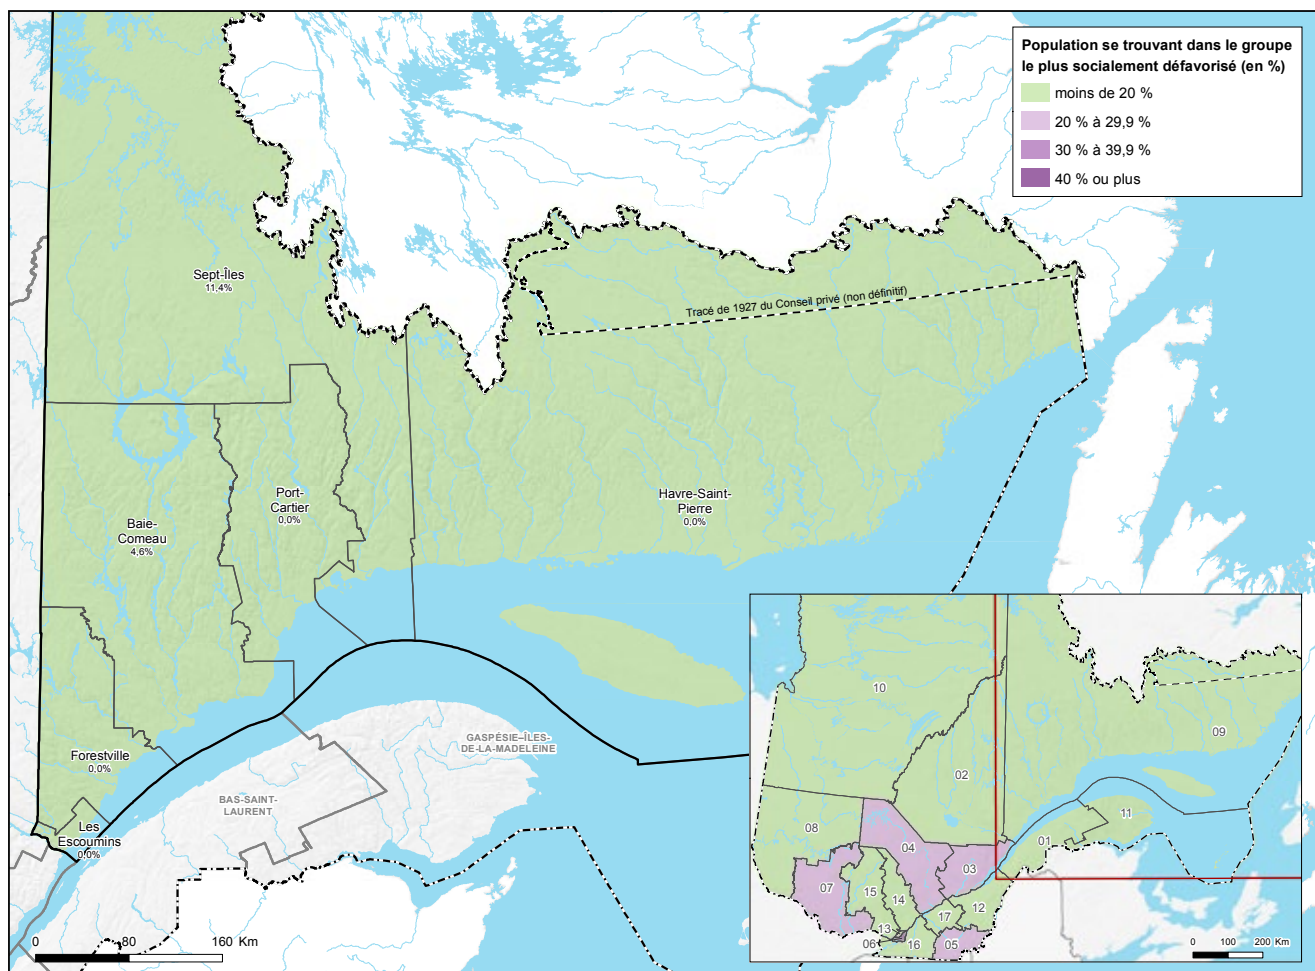 Population se trouvant dans le groupe
le plus socialement défavorisé (en %)
moins de 20 %
20 % à 29,9 %
30 % à 39,9 %
40 % ou plus
Sept-Îles
11,4%
Tracé de 1927 du Conseil privé (non définitif)
Port-
Cartier
0,0%
Havre-Saint-
Pierre
0,0%
Baie-
Comeau
4,6%
Forestville
0,0%
Les
Escoumins
0,0%
GASPÉSIE–ÎLES-
DE-LA-MADELEINE
BAS-SAINT-
LAURENT
0 80 160 Km
10
09
02
11
01
08
04
03
07
15
14
12
17
13
06
16
05
0 100 200 Km